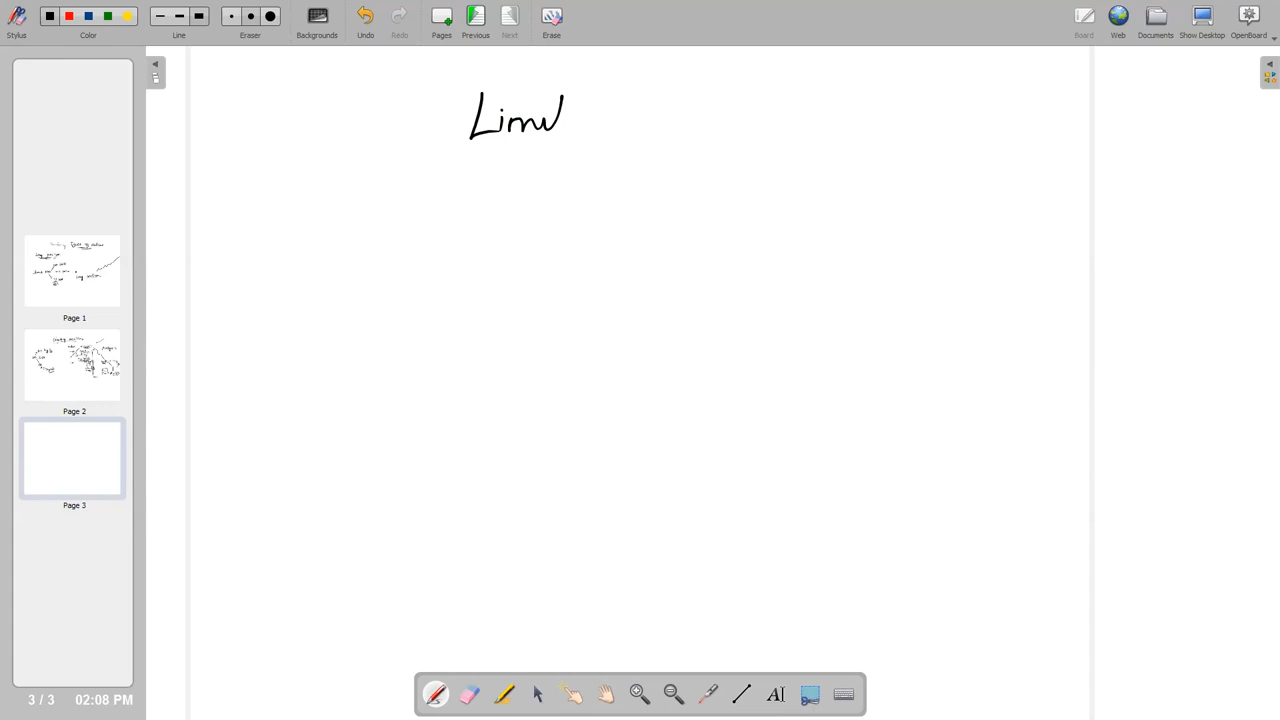 Stylus
Color
Line
Eraser
Backgrounds
Undo
Redo
Pages
Previous
Next
Erase
Board
Web
Documents
Show Desktop
OpenBoard
Page 1
Page 2
Page 3
3 / 3 02:08 PM